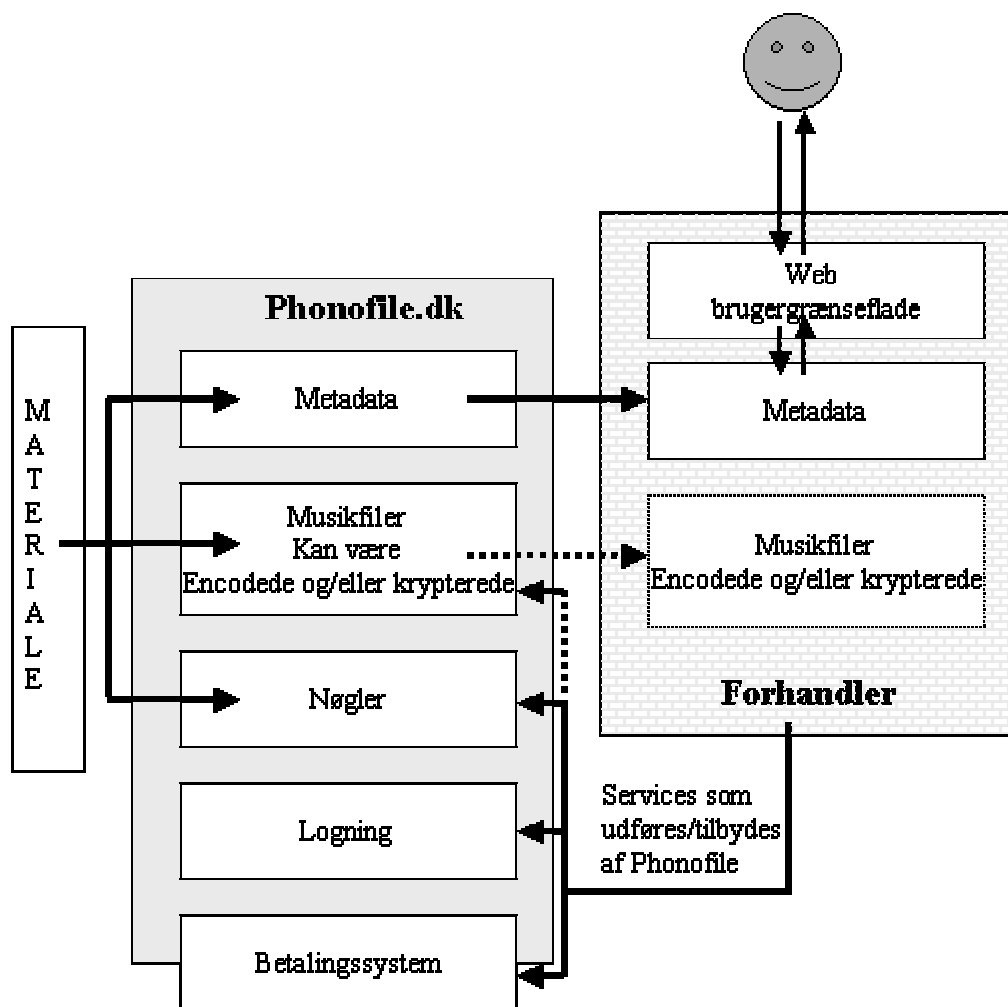 Phonofile.dk
MATERIALE
Metadata
Musikfiler
Kan være
Encodede og/eller krypterede
Nøgler
Logning
Betalingssystem
Web
brugergrænseflade
Metadata
Musikfiler
Encodede og/eller krypterede
Forhandler
Services som
udføres/tilbydes
af Phonofile